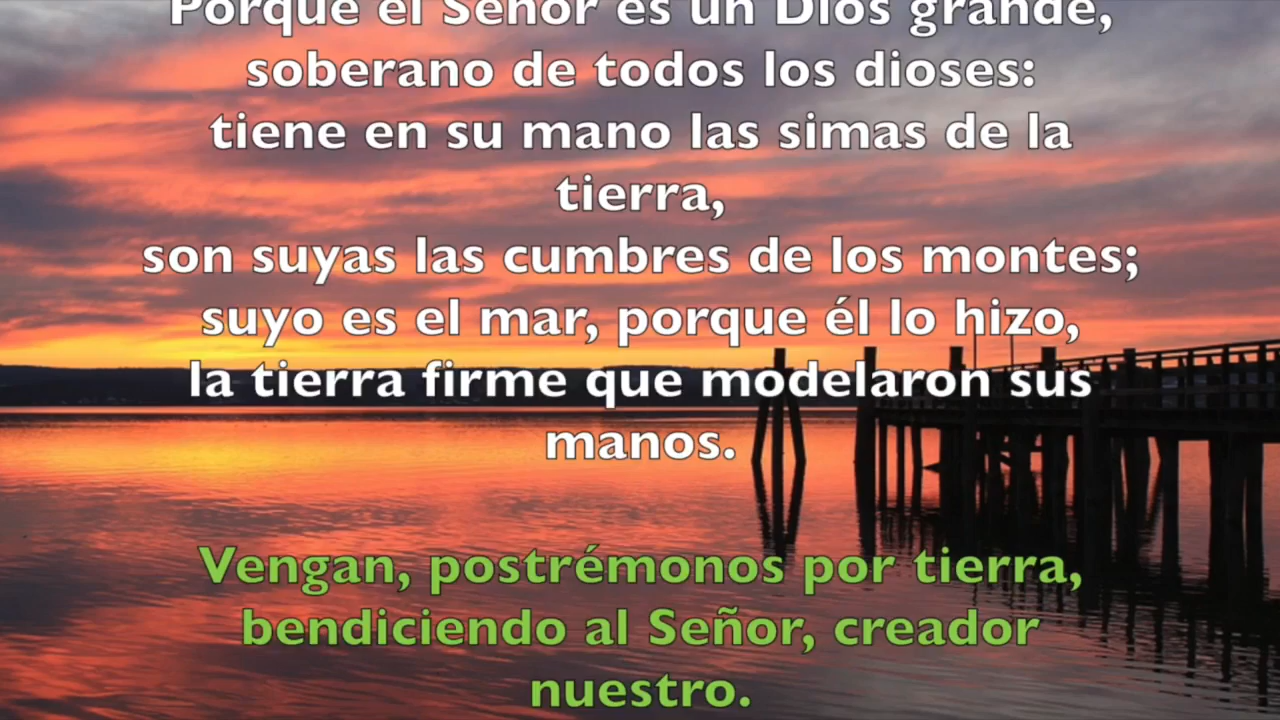 Porque el Señor es un Dios grande,
soberano de todos los dioses:
tiene en su mano las simas de la
tierra,
son suyas las cumbres de los montes;
suyo es el mar, porque él lo hizo,
la tierra firme que modelaron sus
manos.
Vengan, postrémonos por tierra,
bendiciendo al Señor, creador
nuestro.